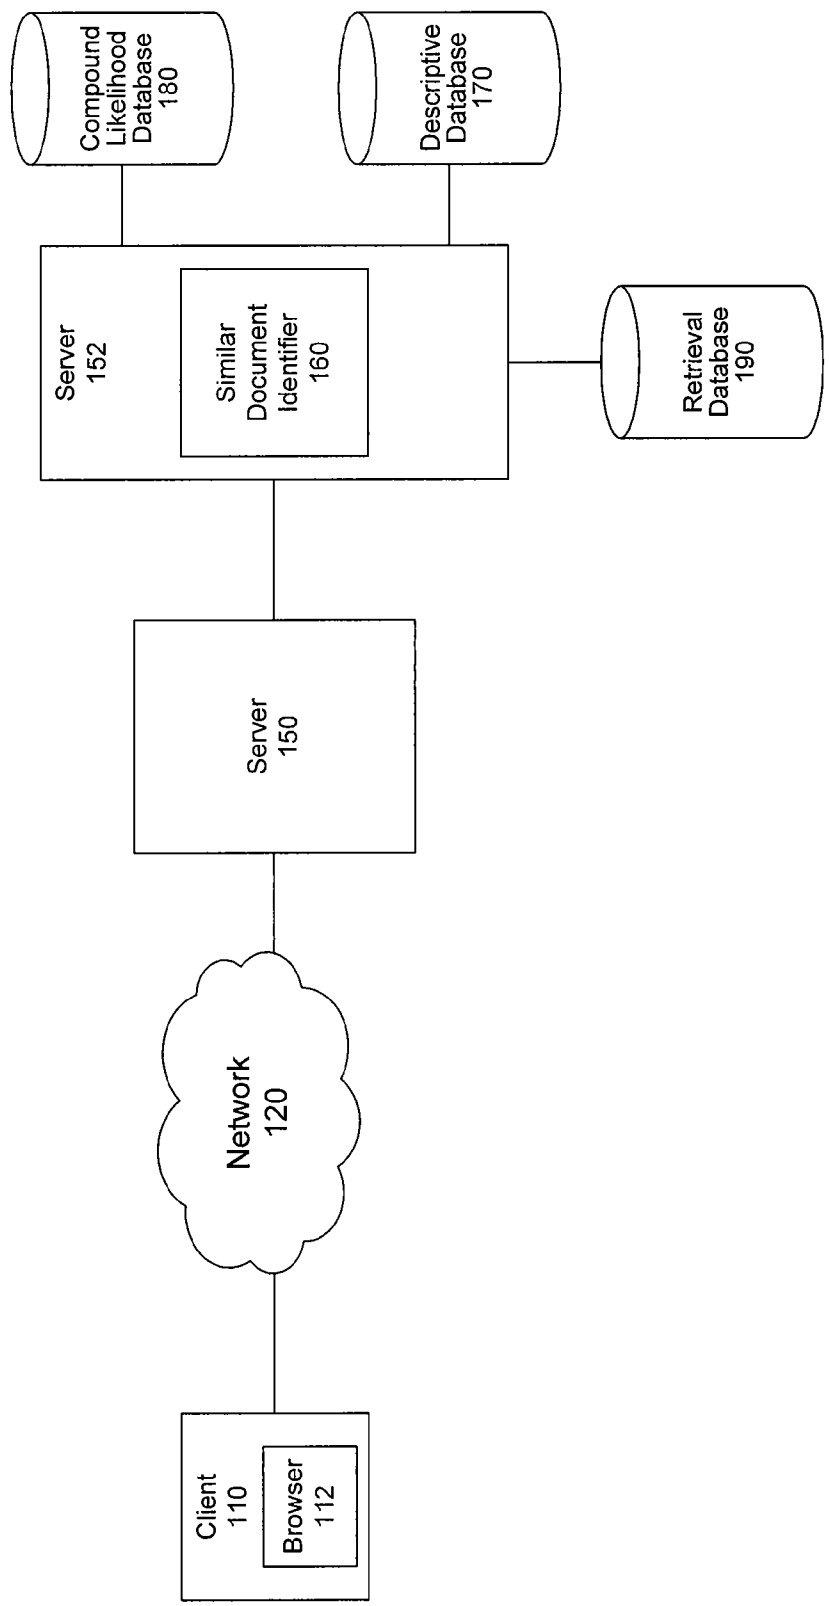 Client
110
Browser
112
Network
120
Server
150
Server
152
Similar
Document
Identifier
160
Compound
Likelihood
Database
180
Descriptive
Database
170
Retrieval
Database
190